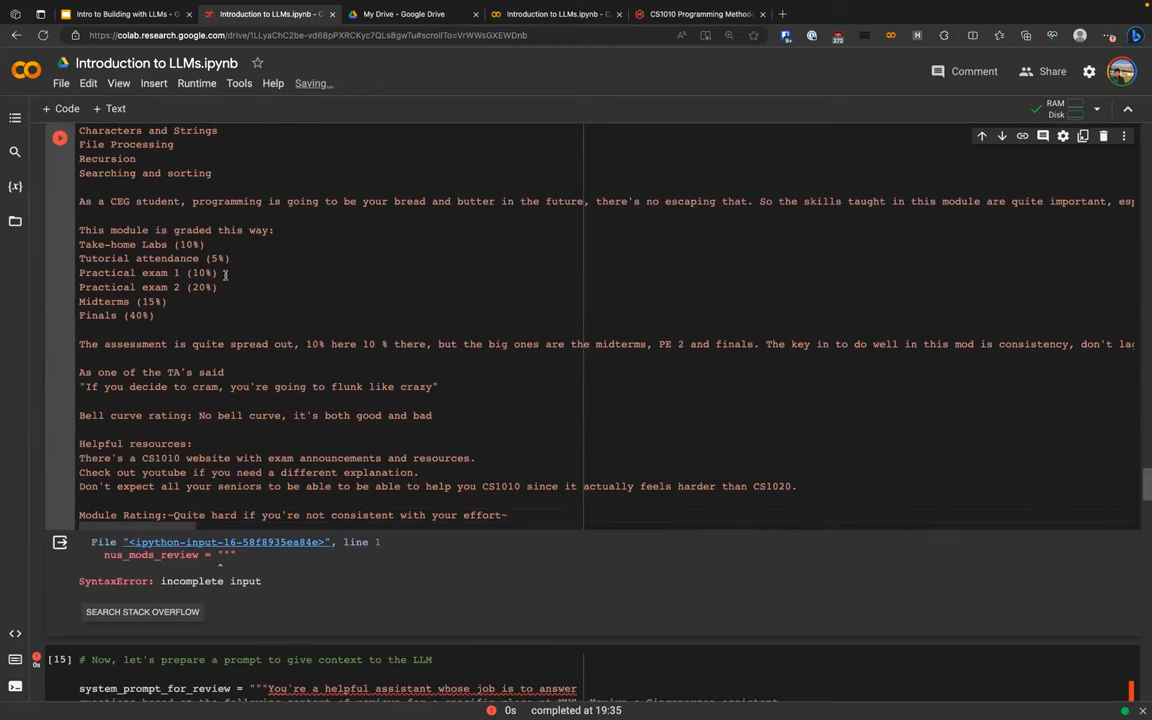 Intro to Building with LLMs - G
Introduction to LLMs.ipynb - C
My Drive - Google Drive
Introduction to LLMs.ipynb - C
CS1010 Programming Methodo
https://colab.research.google.com/drive/1LLyaChC2be-vd68pPXRCKyc7QLs8gwTu#scrollTo=VrWWsGXEWDnb
272
Introduction to LLMs.ipynb
File Edit View Insert Runtime Tools Help Saving...
Comment Share
+ Code + Text
RAM
Disk
Characters and Strings
File Processing
Recursion
Searching and sorting
As a CEG student, programming is going to be your bread and butter in the future, there's no escaping that. So the skills taught in this module are quite important, esp
This module is graded this way:
Take-home Labs (10%)
Tutorial attendance (5%)
Practical exam 1 (10%)
Practical exam 2 (20%)
Midterms (15%)
Finals (40%)
The assessment is quite spread out, 10% here 10 % there, but the big ones are the midterms, PE 2 and finals. The key in to do well in this mod is consistency, don't lag
As one of the TA's said
"If you decide to cram, you're going to flunk like crazy"
Bell curve rating: No bell curve, it's both good and bad
Helpful resources:
There's a CS1010 website with exam announcements and resources.
Check out youtube if you need a different explanation.
Don't expect all your seniors to be able to be able to help you CS1010 since it actually feels harder than CS1020.
Module Rating:~Quite hard if you're not consistent with your effort~
File "<ipython-input-16-58f8935ea84e>", line 1
nus_mods_review = """
^
SyntaxError: incomplete input
SEARCH STACK OVERFLOW
[15] # Now, let's prepare a prompt to give context to the LLM
0s
system_prompt_for_review = """You're a helpful assistant whose job is to answer
0s completed at 19:35